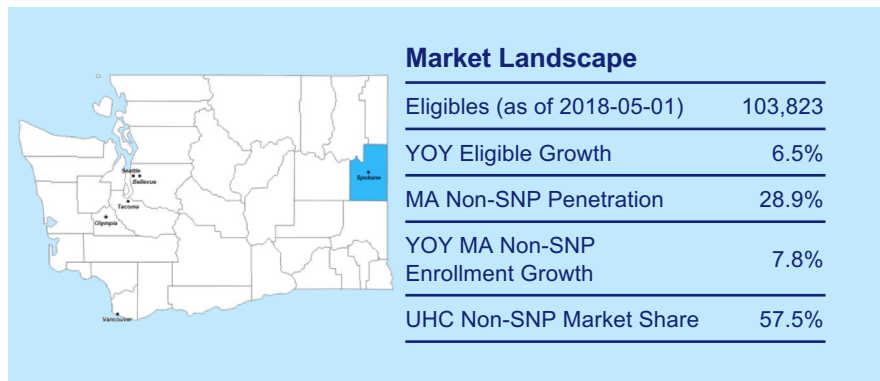 Market Landscape
Eligibles (as of 2018-05-01) 103,823
YOY Eligible Growth 6.5%
MA Non-SNP Penetration 28.9%
YOY MA Non-SNP
Enrollment Growth 7.8%
UHC Non-SNP Market Share 57.5%
Seattle
Bellevue
Spokane
Tacoma
Olympia
Vancouver